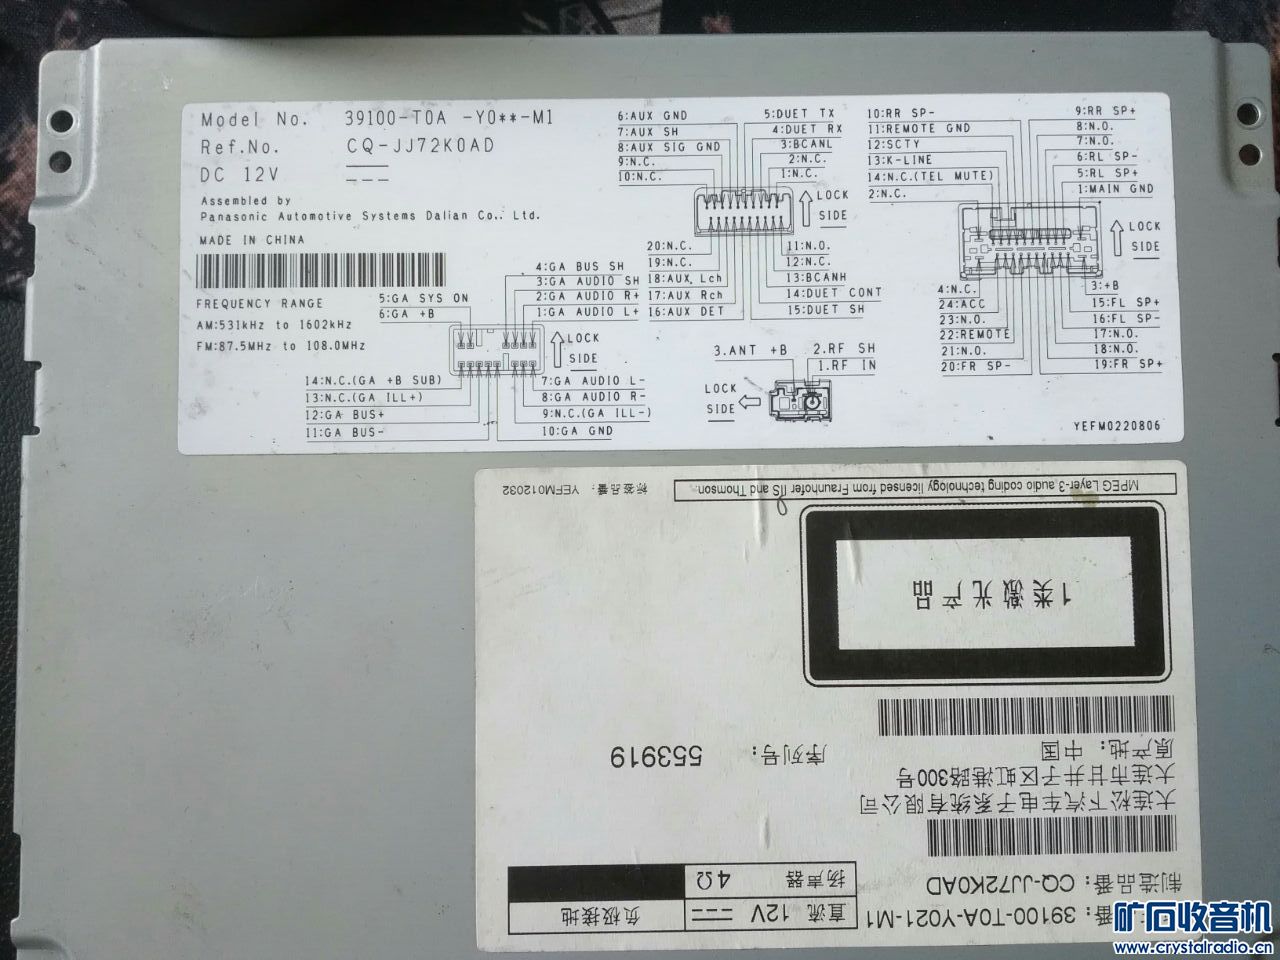 Model No. 39100-T0A -Y0**-M1
Ref.No. CQ-JJ72K0AD
DC 12V
Assembled by
Panasonic Automotive Systems Dalian Co., Ltd.
MADE IN CHINA
FREQUENCY RANGE
AM:531kHz to 1602kHz
FM:87.5MHz to 108.0MHz
5:GA SYS ON
6:GA +B
4:GA BUS SH
3:GA AUDIO SH
2:GA AUDIO R+
1:GA AUDIO L+
LOCK
SIDE
14:N.C.(GA +B SUB)
13:N.C.(GA ILL+)
12:GA BUS+
11:GA BUS-
7:GA AUDIO L-
8:GA AUDIO R-
9:N.C.(GA ILL-)
10:GA GND
6:AUX GND
7:AUX SH
8:AUX SIG GND
9:N.C.
10:N.C.
5:DUET TX
4:DUET RX
3:BCANL
2:N.C.
1:N.C.
LOCK
SIDE
20:N.C.
19:N.C.
18:AUX Lch
17:AUX Rch
16:AUX DET
11:N.O.
12:N.C.
13:BCANH
14:DUET CONT
15:DUET SH
3.ANT +B
2.RF SH
1.RF IN
LOCK
SIDE
10:RR SP-
11:REMOTE GND
12:SCTY
13:K-LINE
14:N.C.(TEL MUTE)
2:N.C.
9:RR SP+
8:N.O.
7:N.O.
6:RL SP-
5:RL SP+
1:MAIN GND
LOCK
SIDE
4:N.C.
24:ACC
23:N.O.
22:REMOTE
21:N.O.
20:FR SP-
3:+B
15:FL SP+
16:FL SP-
17:N.O.
18:N.O.
19:FR SP+
YEFM0220806
番:39100-T0A-Y021-M1
制造品番:CQ-JJ72K0AD
直流 12V
负极接地
扬声器 4Ω
大连松下汽车电子系统有限公司
大连市甘井子区虹港路300号
原产地:中国
序列号:553919
1类激光产品
MPEG Layer-3 audio coding technology licensed from Fraunhofer IIS and Thomson.
标签品番:YEFM012032
矿石收音机
www.crystalradio.cn